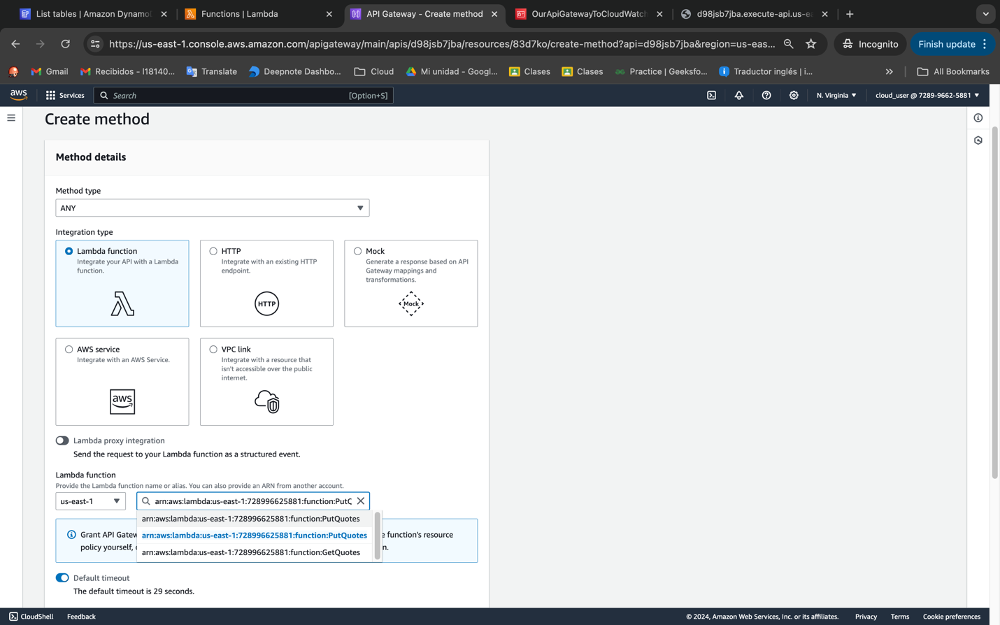 List tables | Amazon Dynamo
Functions | Lambda
API Gateway - Create method
OurApiGatewayToCloudWatch
d98jsb7jba.execute-api.us-ea
https://us-east-1.console.aws.amazon.com/apigateway/main/apis/d98jsb7jba/resources/83d7ko/create-method?api=d98jsb7jba&region=us-eas...
Incognito
Finish update
Gmail
Recibidos - I18140...
Translate
Deepnote Dashbo...
Cloud
Mi unidad - Googl...
Clases
Clases
Practice | Geeksfo...
Traductor inglés | i...
All Bookmarks
aws
Services
Search
[Option+S]
N. Virginia
cloud_user @ 7289-9662-5881
Create method
Method details
Method type
ANY
Integration type
Lambda function
Integrate your API with a Lambda
function.
HTTP
Integrate with an existing HTTP
endpoint.
HTTP
Mock
Generate a response based on API
Gateway mappings and
transformations.
Mock
AWS service
Integrate with an AWS Service.
aws
VPC link
Integrate with a resource that
isn't accessible over the public
internet.
Lambda proxy integration
Send the request to your Lambda function as a structured event.
Lambda function
Provide the Lambda function name or alias. You can also provide an ARN from another account.
us-east-1
arn:aws:lambda:us-east-1:728996625881:function:PutQ
arn:aws:lambda:us-east-1:728996625881:function:PutQuotes
Grant API Gatew
arn:aws:lambda:us-east-1:728996625881:function:PutQuotes
e function's resource
policy yourself,
n.
arn:aws:lambda:us-east-1:728996625881:function:GetQuotes
Default timeout
The default timeout is 29 seconds.
CloudShell
Feedback
© 2024, Amazon Web Services, Inc. or its affiliates.
Privacy
Terms
Cookie preferences